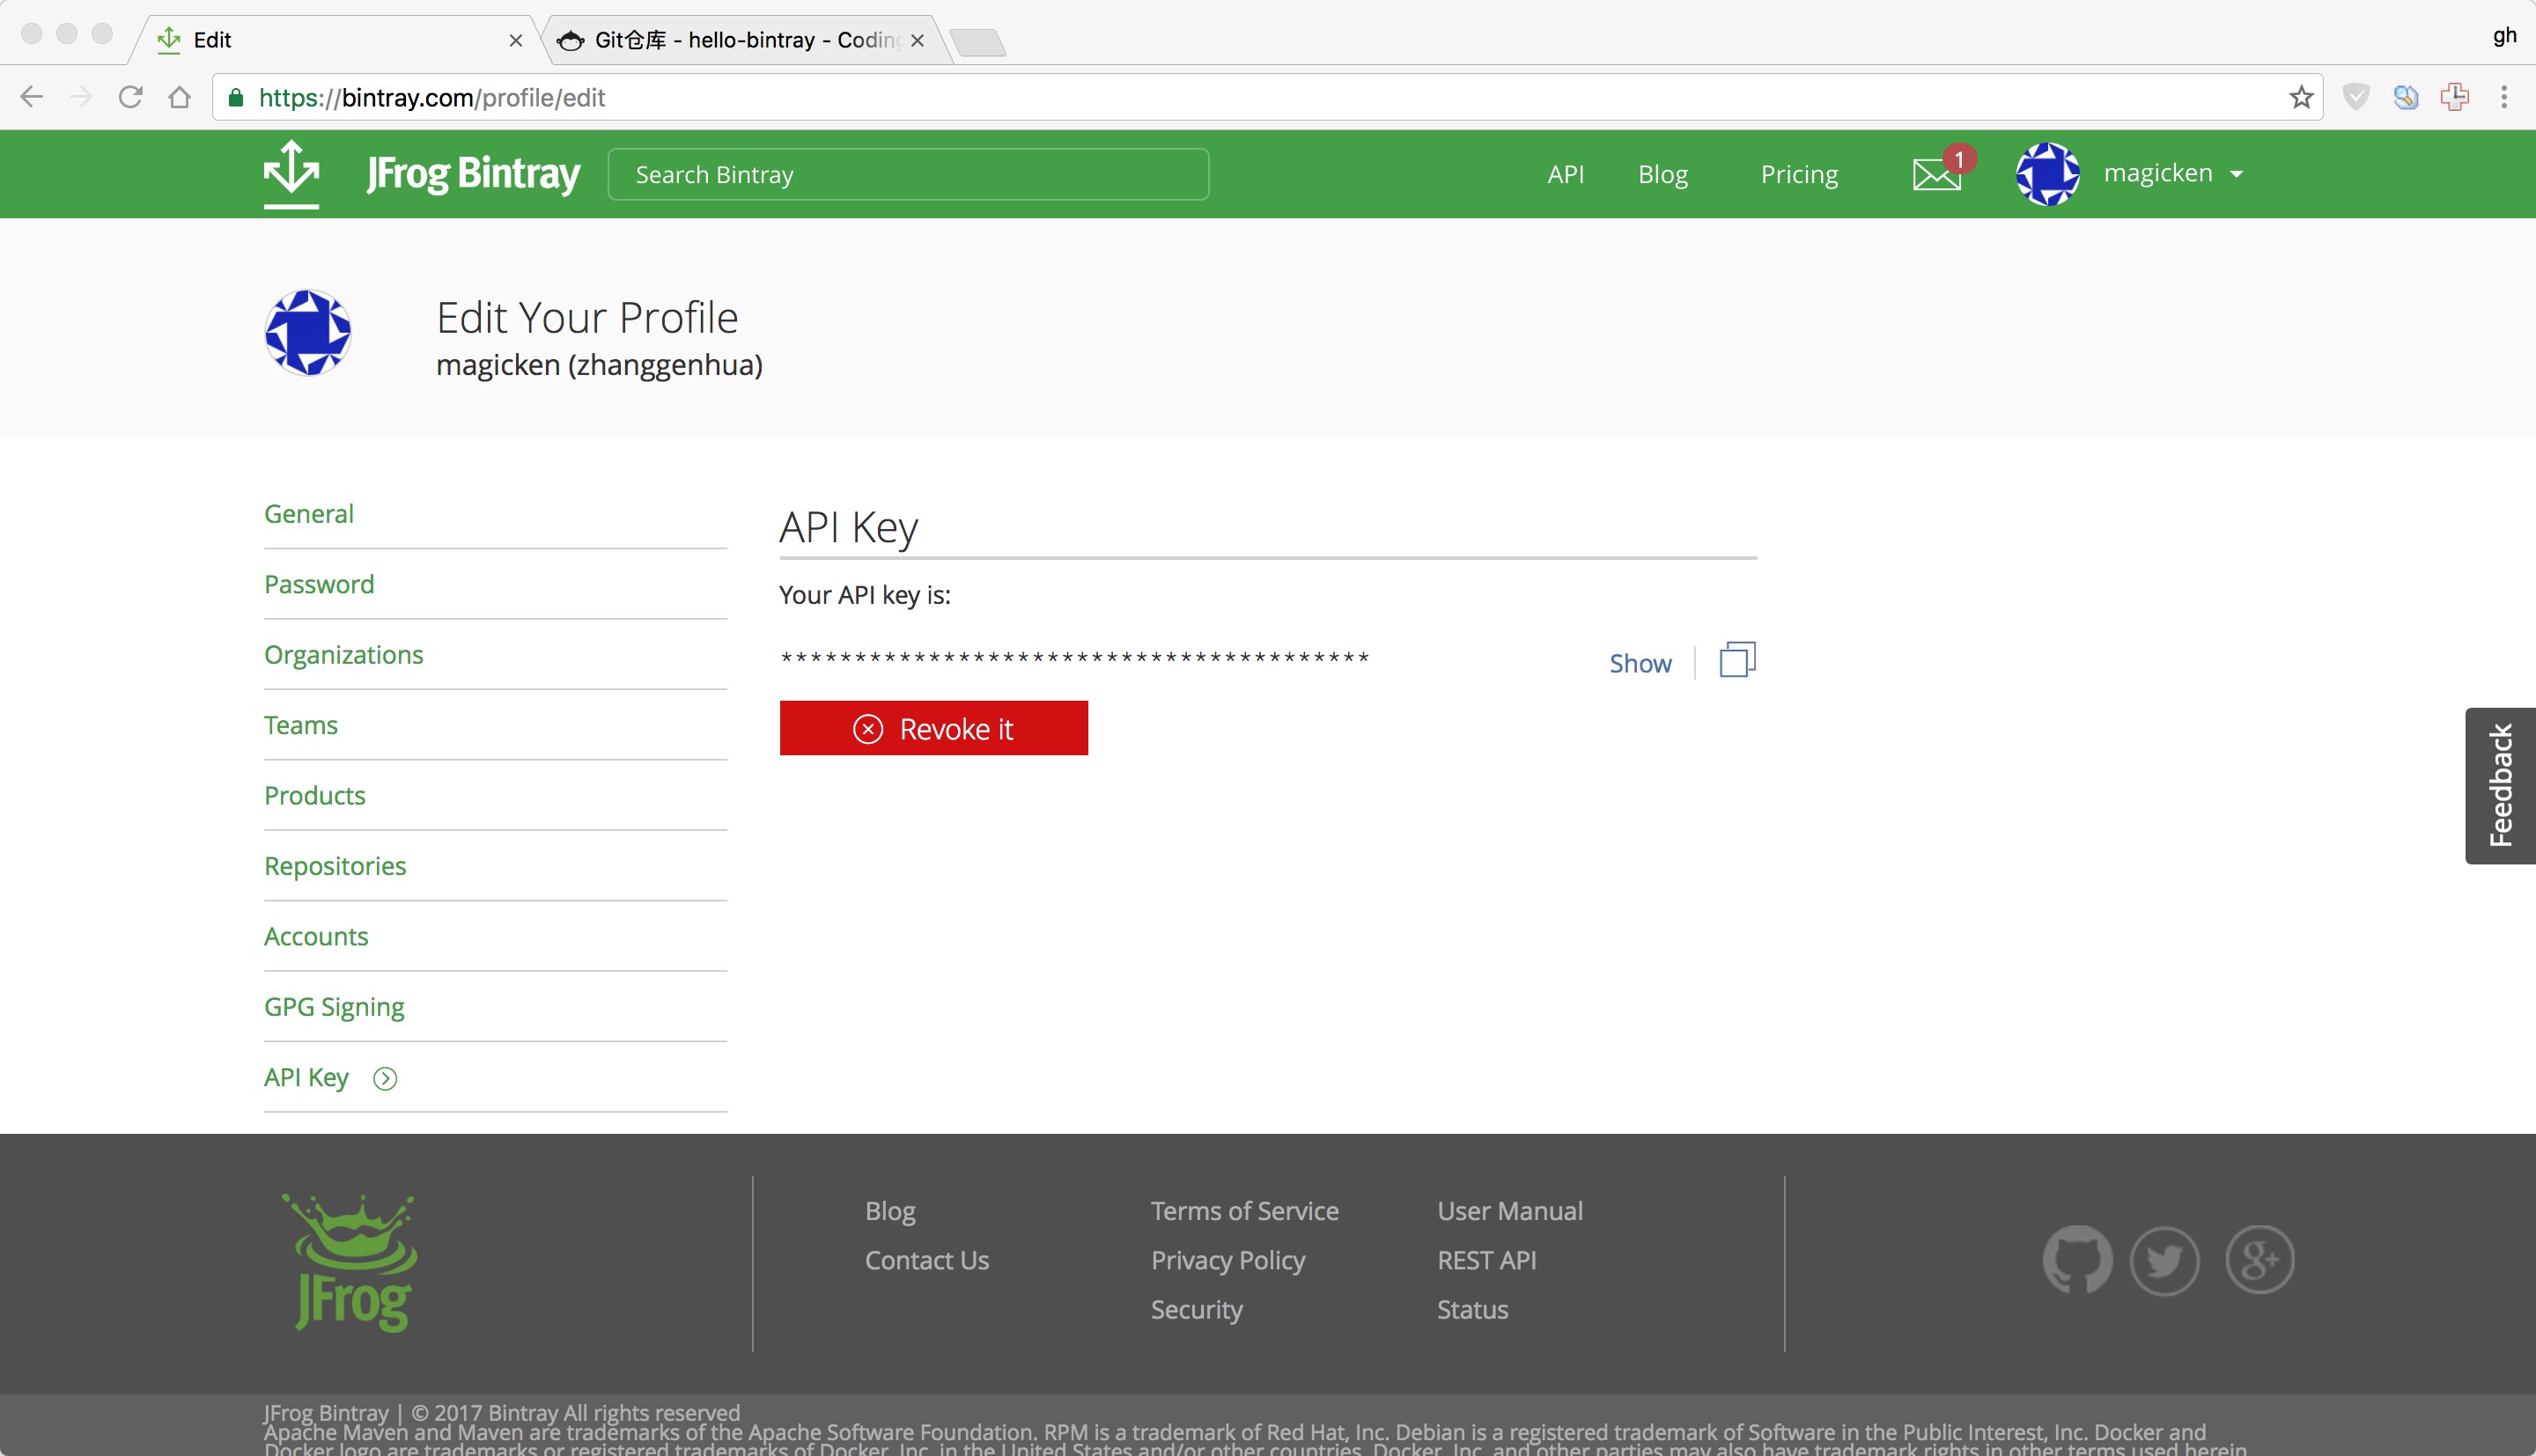 Edit
Git仓库 - hello-bintray - Coding
gh
https://bintray.com/profile/edit
JFrog Bintray
Search Bintray
API
Blog
Pricing
1
magicken
Edit Your Profile
magicken (zhanggenhua)
General
Password
Organizations
Teams
Products
Repositories
Accounts
GPG Signing
API Key
API Key
Your API key is:
****************************************
Show
Revoke it
Feedback
JFrog
Blog
Contact Us
Terms of Service
Privacy Policy
Security
User Manual
REST API
Status
g+
JFrog Bintray | © 2017 Bintray All rights reserved
Apache Maven and Maven are trademarks of the Apache Software Foundation. RPM is a trademark of Red Hat, Inc. Debian is a registered trademark of Software in the Public Interest, Inc. Docker and
Docker logo are trademarks or registered trademarks of Docker, Inc. in the United States and/or other countries. Docker, Inc. and other parties may also have trademark rights in other terms used herein.